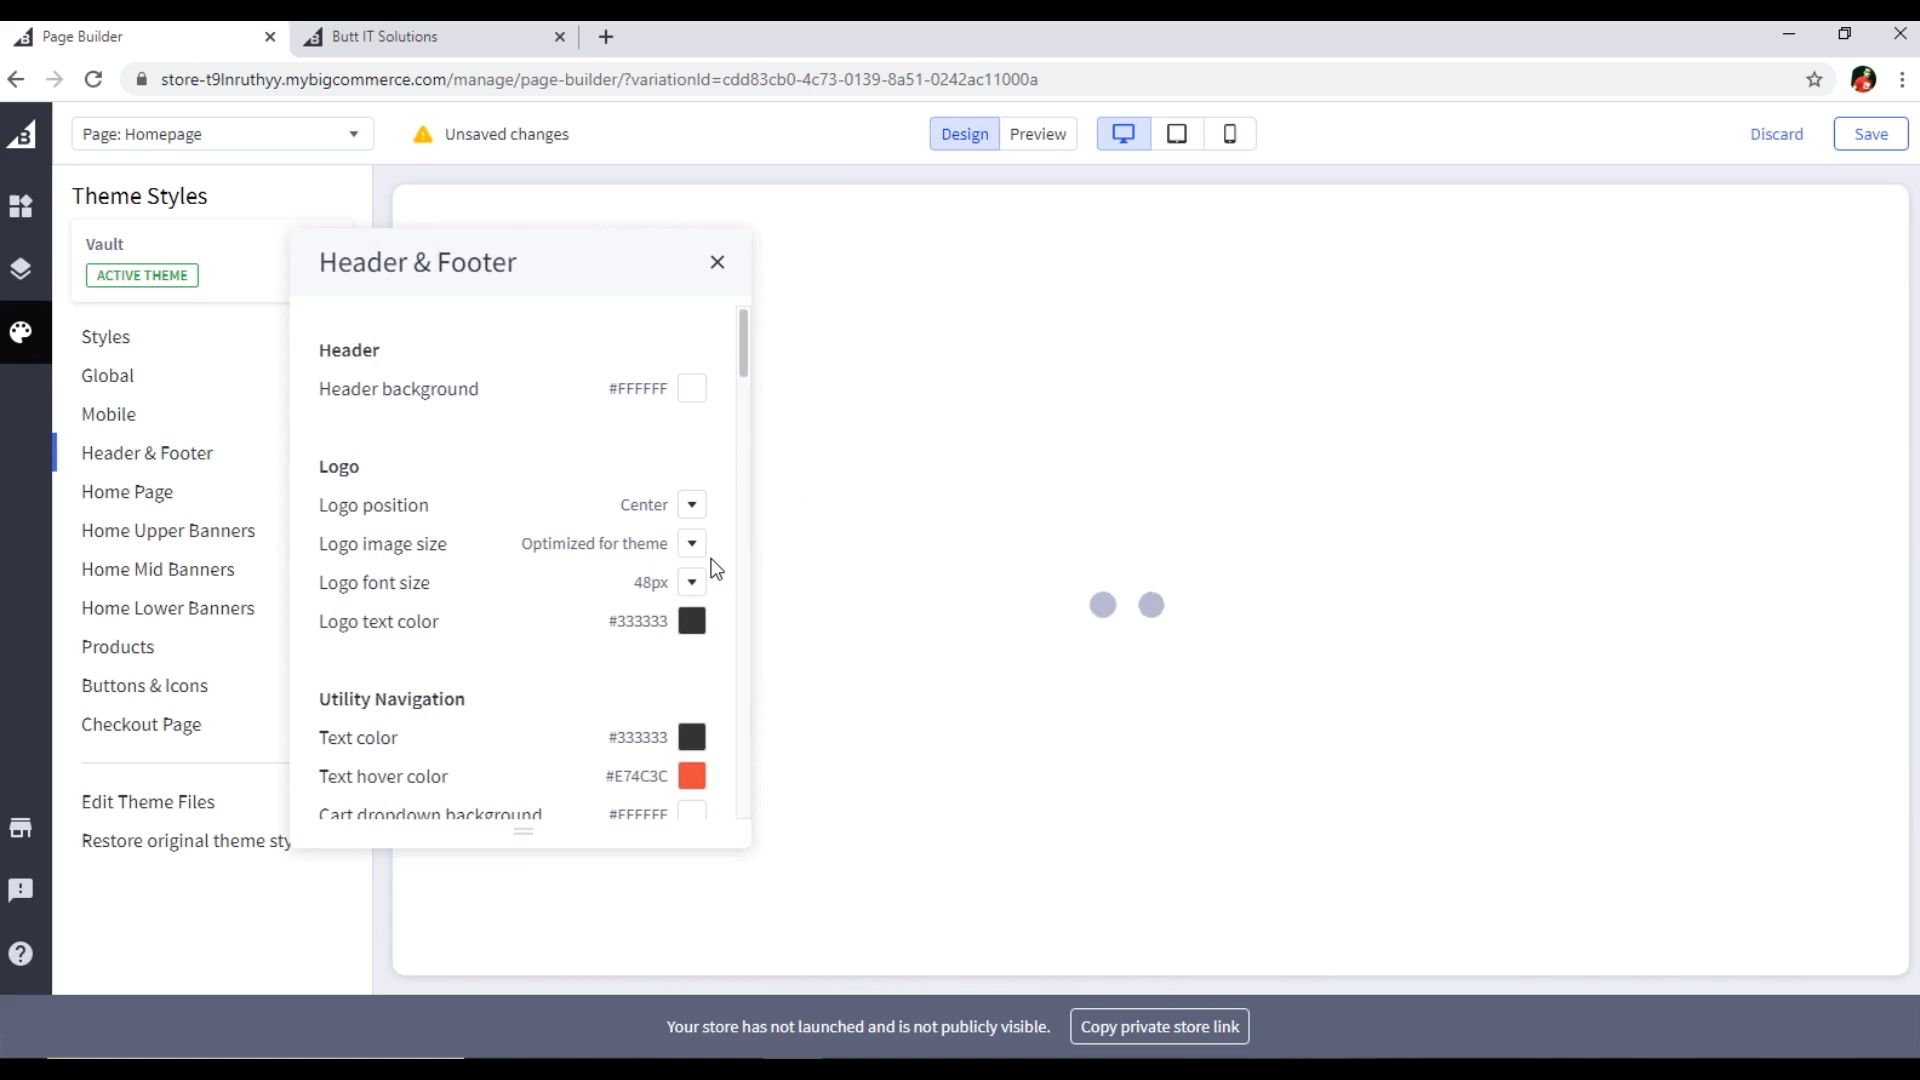 Page Builder
Butt IT Solutions
store-t9lnruthyy.mybigcommerce.com/manage/page-builder/?variationId=cdd83cb0-4c73-0139-8a51-0242ac11000a
Page: Homepage
Unsaved changes
Design
Preview
Discard
Save
Theme Styles
Vault
ACTIVE THEME
Styles
Global
Mobile
Header & Footer
Home Page
Home Upper Banners
Home Mid Banners
Home Lower Banners
Products
Buttons & Icons
Checkout Page
Edit Theme Files
Restore original theme sty
Header & Footer
Header
Header background #FFFFFF
Logo
Logo position Center
Logo image size Optimized for theme
Logo font size 48px
Logo text color #333333
Utility Navigation
Text color #333333
Text hover color #E74C3C
Cart dropdown background #FFFFFF
Your store has not launched and is not publicly visible.
Copy private store link